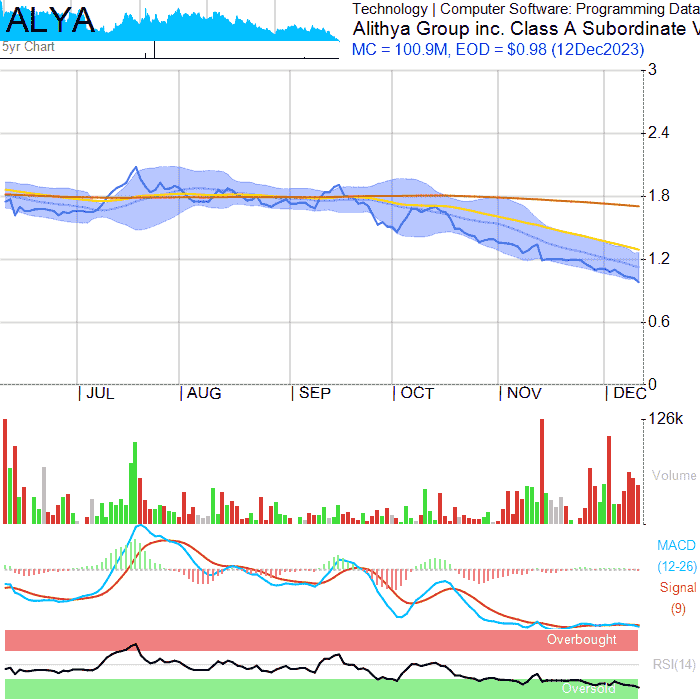 ALYA
5yr Chart
Technology | Computer Software: Programming Data
Alithya Group inc. Class A Subordinate V
MC = 100.9M, EOD = $0.98 (12Dec2023)
3
2.4
1.8
1.2
0.6
0
JUL AUG SEP OCT NOV DEC
126k
Volume
MACD
(12-26)
Signal
(9)
Overbought
RSI(14)
Oversold